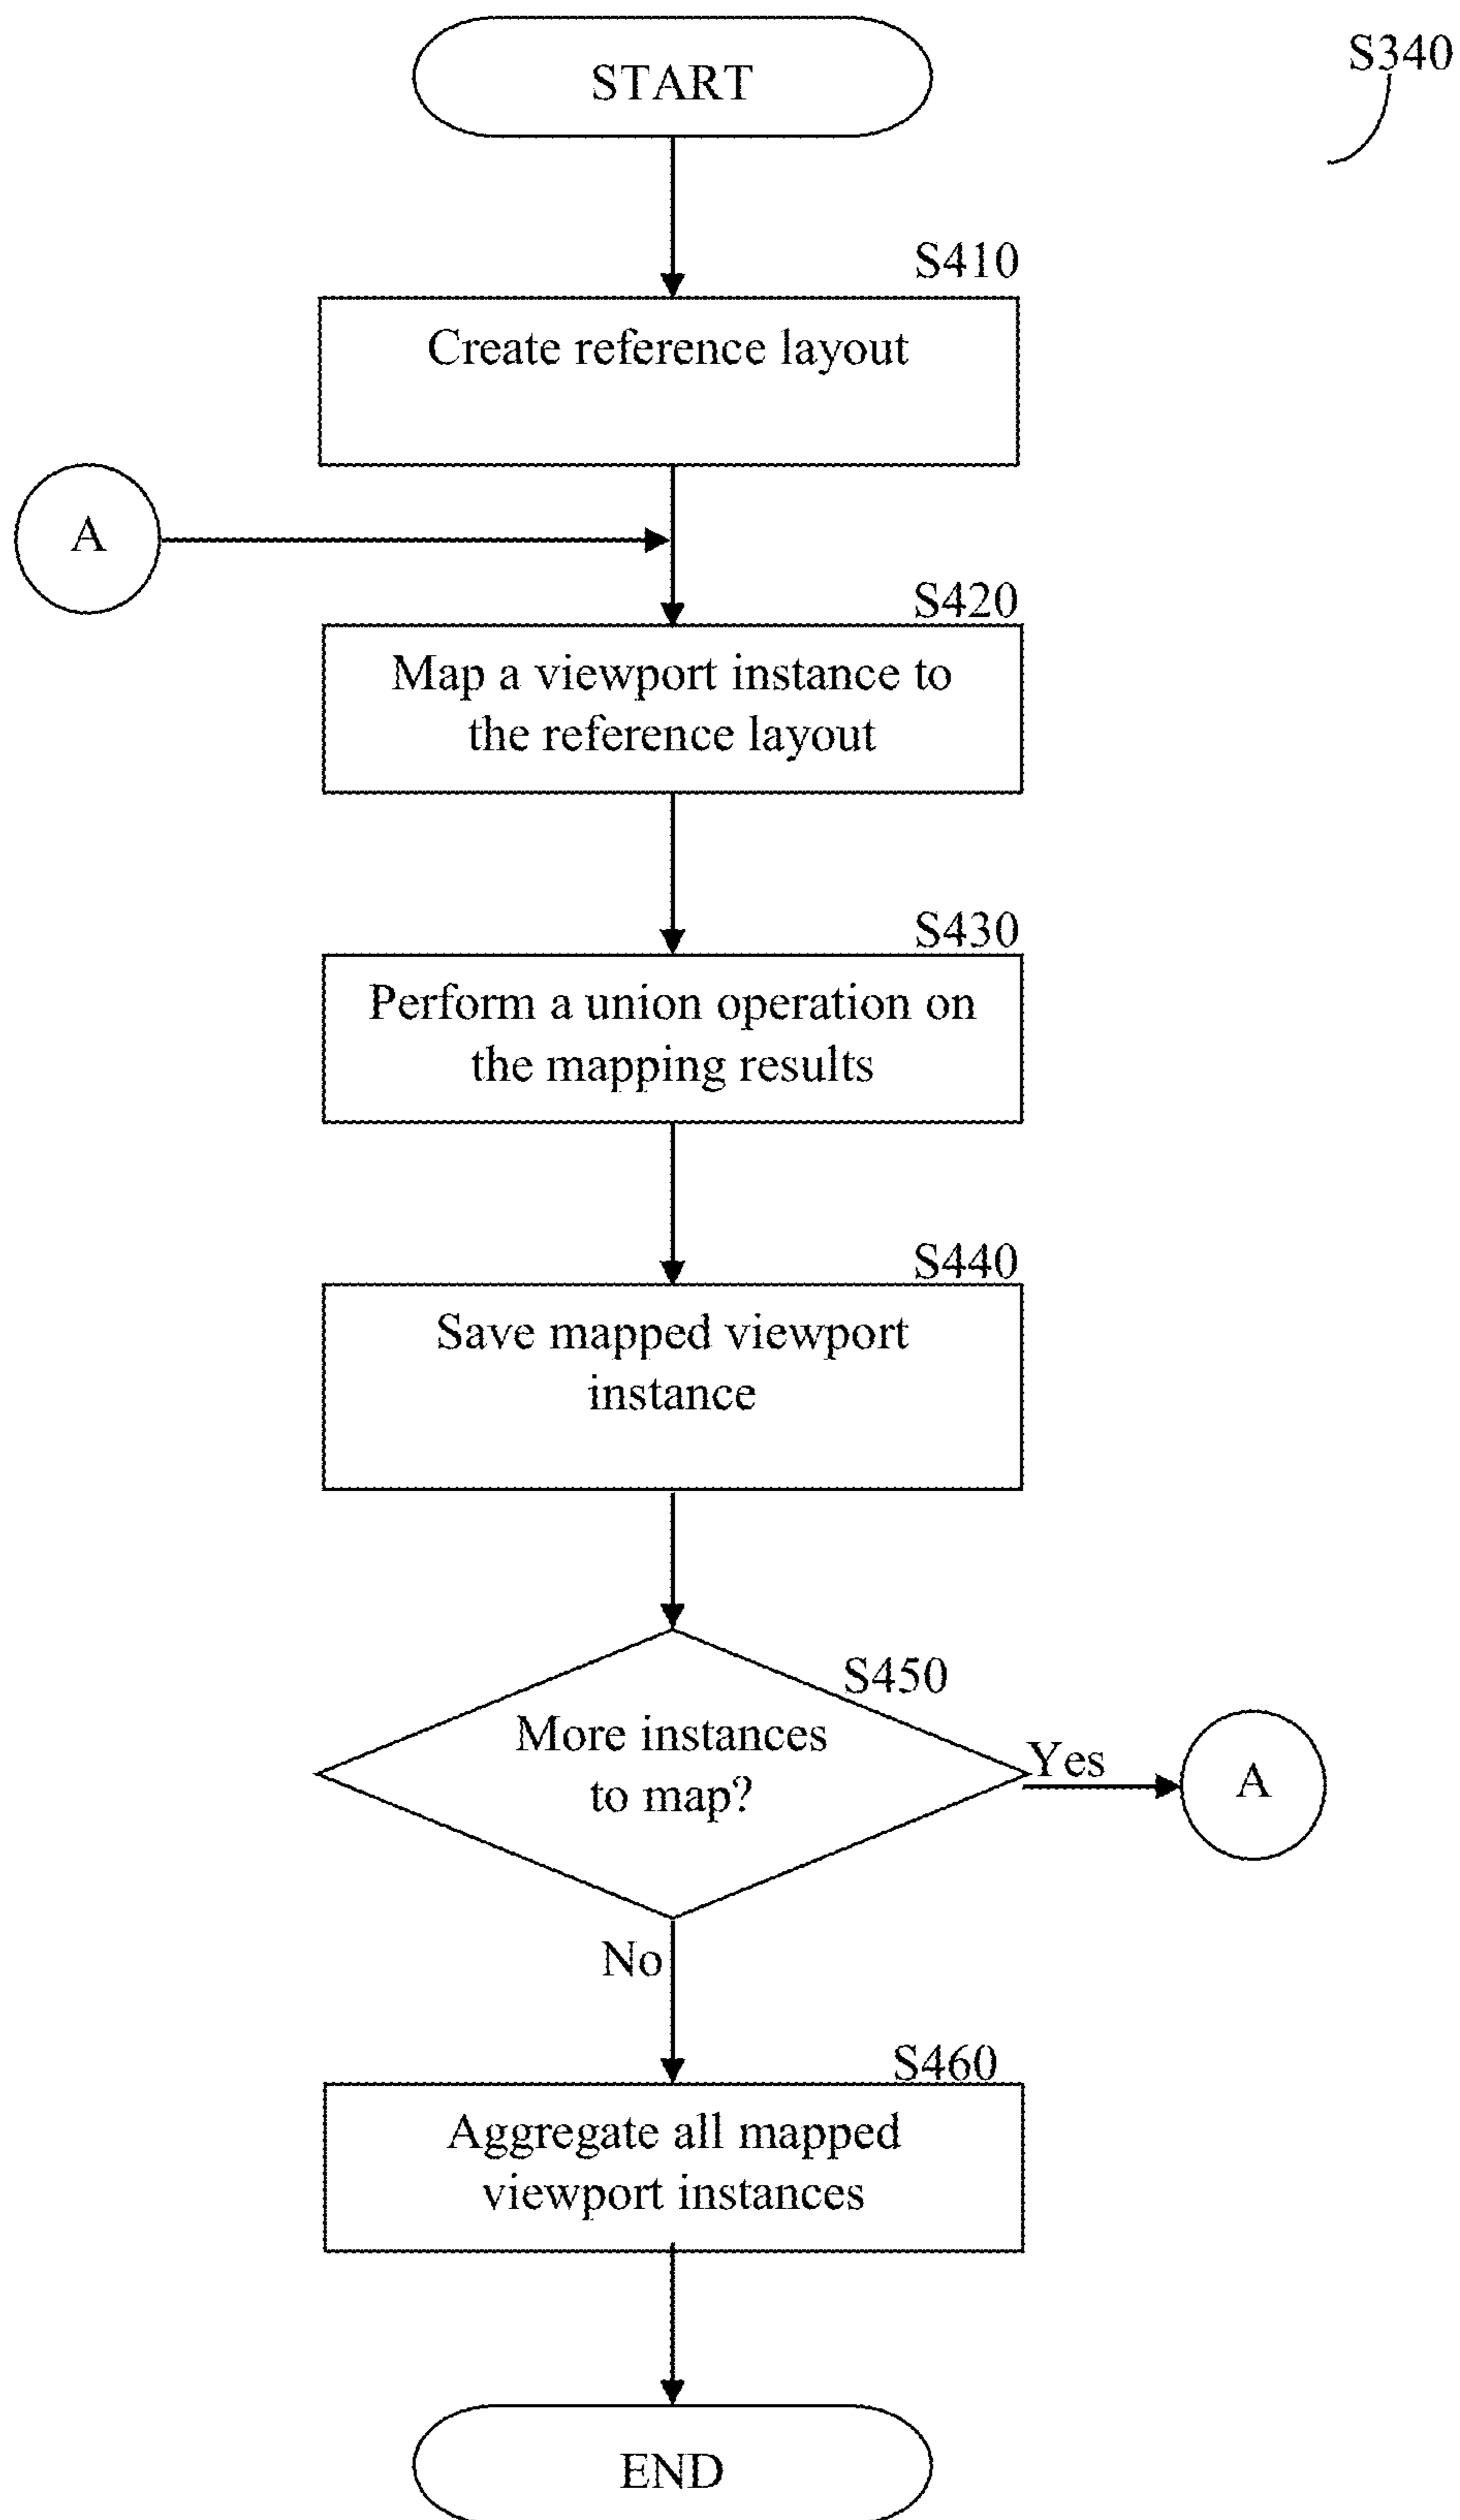 START
S340
S410
Create reference layout
A
S420
Map a viewport instance to
the reference layout
S430
Perform a union operation on
the mapping results
S440
Save mapped viewport
instance
S450
More instances
to map?
Yes
A
No
S460
Aggregate all mapped
viewport instances
END